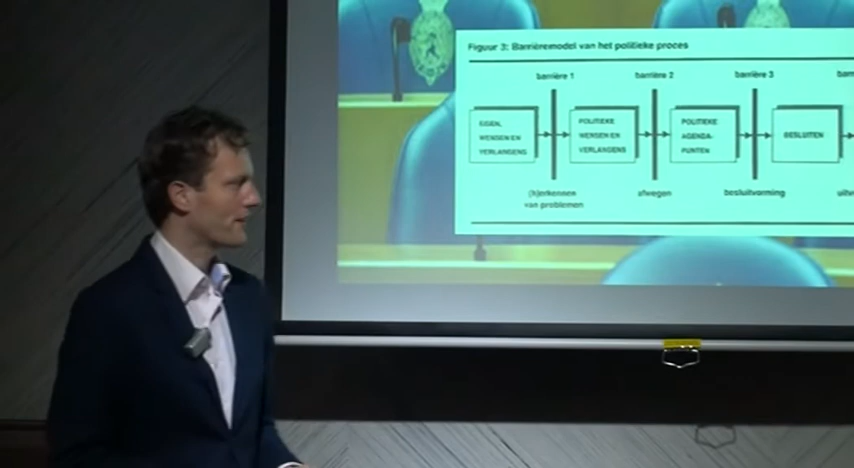 Figuur 3: Barrièremodel van het politieke proces
barrière 1 barrière 2 barrière 3
EISEN,
WENSEN EN
VERLANGENS
POLITIEKE
WENSEN EN
VERLANGENS
POLITIEKE
AGENDA-
PUNTEN
BESLUITEN
(h)erkennen
van problemen
afwegen
besluitvorming